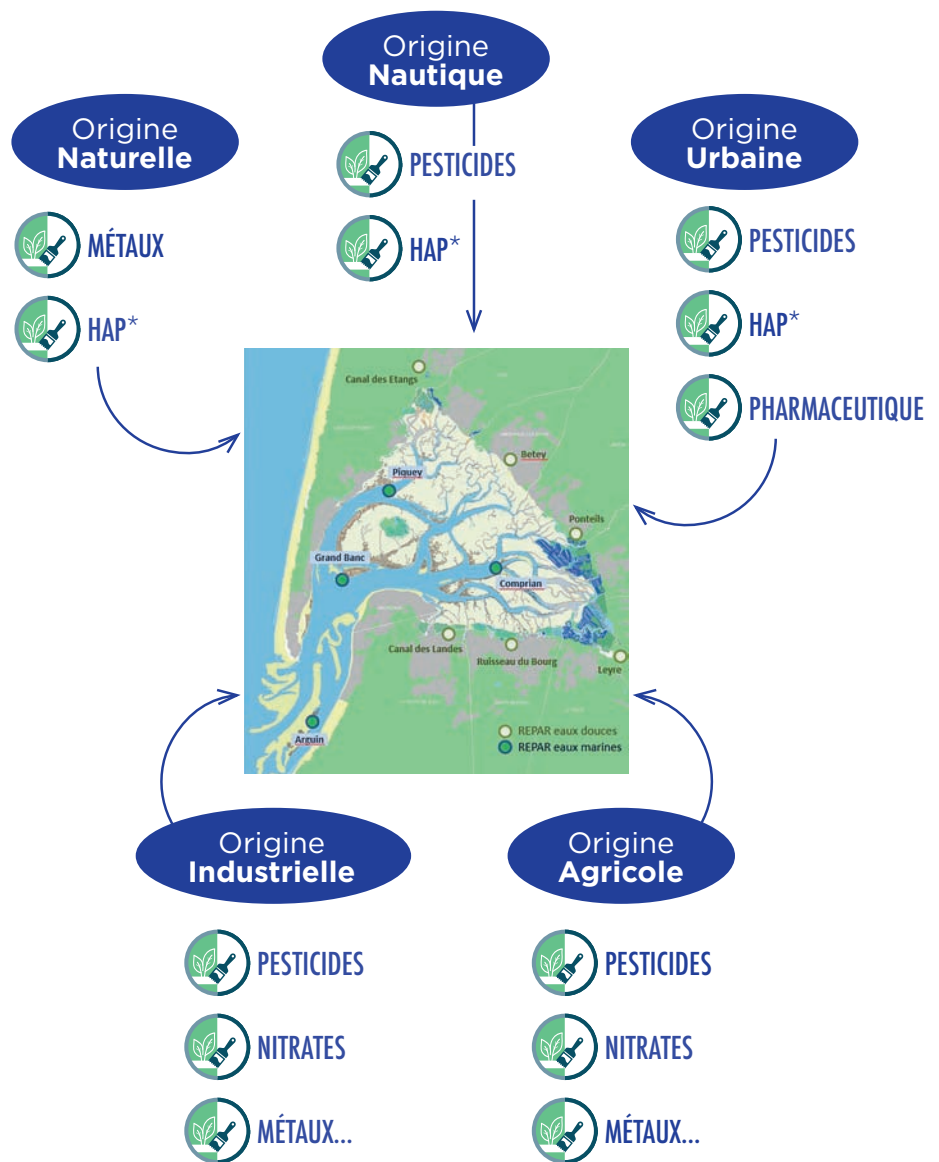 Origine
Nautique
PESTICIDES
HAP*
Origine
Naturelle
MÉTAUX
HAP*
Origine
Urbaine
PESTICIDES
HAP*
PHARMACEUTIQUE
Canal des Etangs
Betey
Piquey
Ponteils
Grand Banc
Comprian
Canal des Landes
Ruisseau du Bourg
Leyre
Arguin
REPAR eaux douces
REPAR eaux marines
Origine
Industrielle
PESTICIDES
NITRATES
MÉTAUX...
Origine
Agricole
PESTICIDES
NITRATES
MÉTAUX...